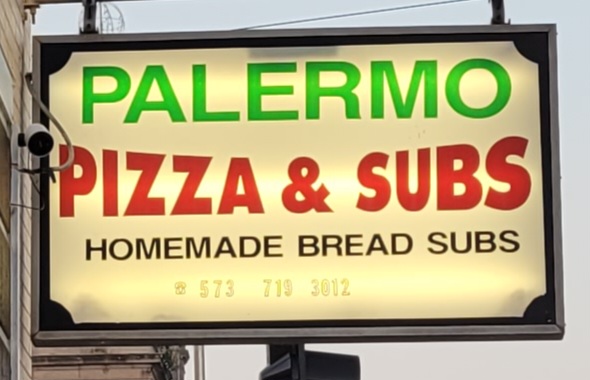 PALERMO
PIZZA & SUBS
HOMEMADE BREAD SUBS
☎ 573 719 3012